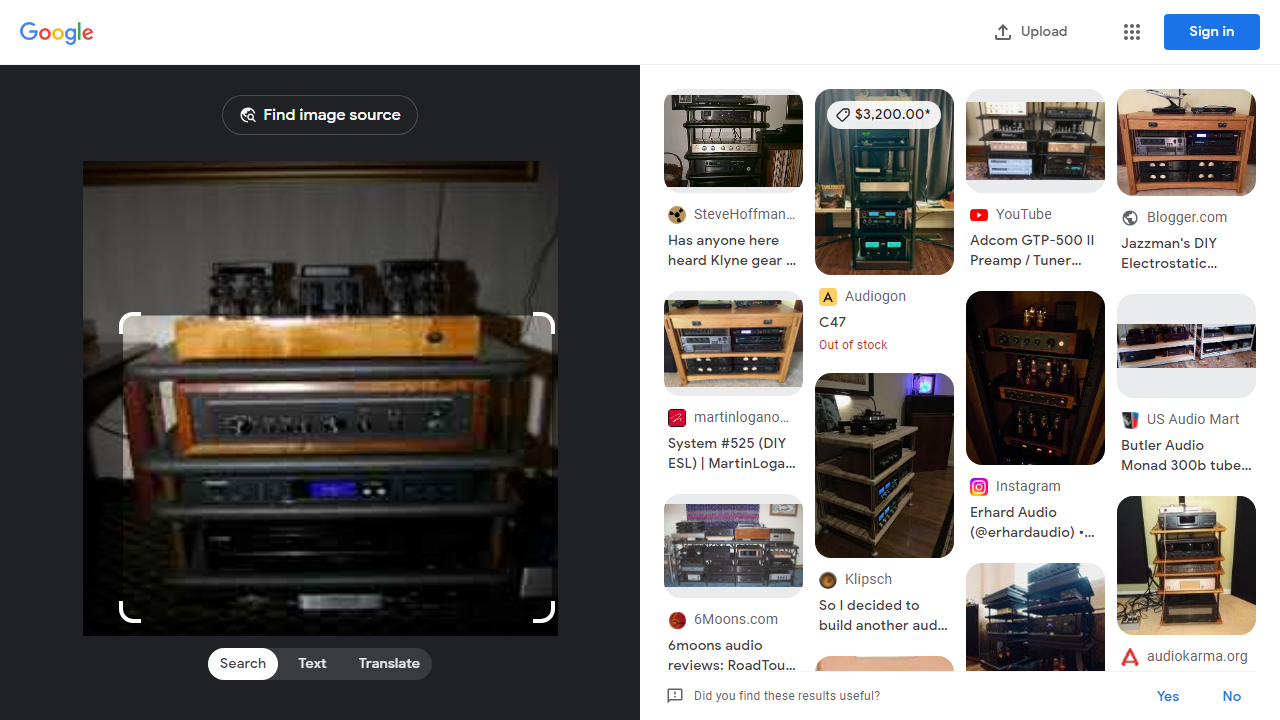 Google
Upload
Sign in
Find image source
Search
Text
Translate
SteveHoffman...
Has anyone here
heard Klyne gear ...
martinlogano...
System #525 (DIY
ESL) | MartinLoga...
6Moons.com
6moons audio
reviews: RoadTou...
$3,200.00*
Audiogon
C47
Out of stock
Klipsch
So I decided to
build another aud...
YouTube
Adcom GTP-500 II
Preamp / Tuner...
Instagram
Erhard Audio
(@erhardaudio) •...
Blogger.com
Jazzman's DIY
Electrostatic...
US Audio Mart
Butler Audio
Monad 300b tube...
audiokarma.org
Did you find these results useful?
Yes
No